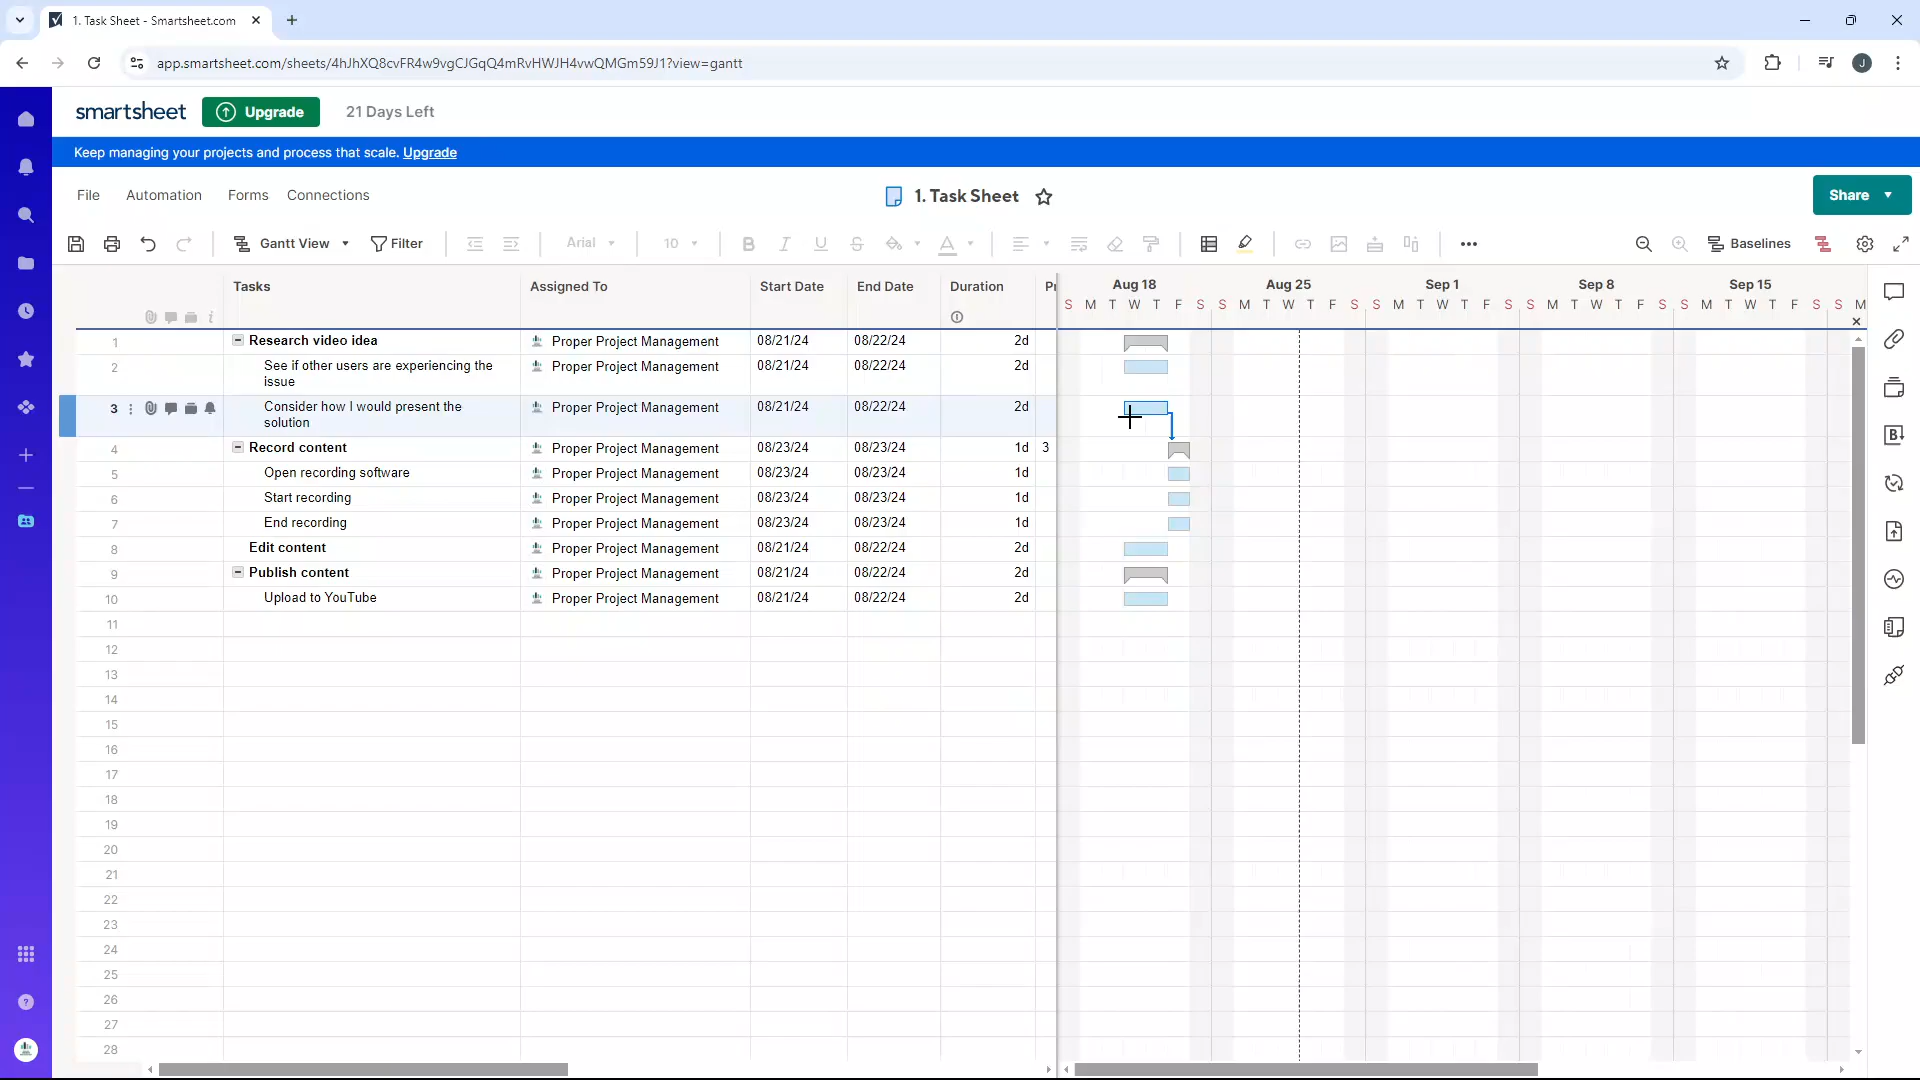 1. Task Sheet - Smartsheet.com
app.smartsheet.com/sheets/4hJhXQ8cvFR4w9vgCJGqQ4mRvHWJH4vwQMGm59J1?view=gantt
J
smartsheet
Upgrade
21 Days Left
Keep managing your projects and process that scale. Upgrade
File
Automation
Forms
Connections
1. Task Sheet
Share
Gantt View
Filter
Arial
10
B
I
U
S
A
Baselines
Tasks
Assigned To
Start Date
End Date
Duration
Pr
Aug 18
Aug 25
Sep 1
Sep 8
Sep 15
S M T W T F S S M T W T F S S M T W T F S S M T W T F S S M T W T F S S M
1 Research video idea Proper Project Management 08/21/24 08/22/24 2d
2 See if other users are experiencing the Proper Project Management 08/21/24 08/22/24 2d
issue
3 Consider how I would present the Proper Project Management 08/21/24 08/22/24 2d
solution
4 Record content Proper Project Management 08/23/24 08/23/24 1d 3
5 Open recording software Proper Project Management 08/23/24 08/23/24 1d
6 Start recording Proper Project Management 08/23/24 08/23/24 1d
7 End recording Proper Project Management 08/23/24 08/23/24 1d
8 Edit content Proper Project Management 08/21/24 08/22/24 2d
9 Publish content Proper Project Management 08/21/24 08/22/24 2d
10 Upload to YouTube Proper Project Management 08/21/24 08/22/24 2d
11
12
13
14
15
16
17
18
19
20
21
22
23
24
25
26
27
28